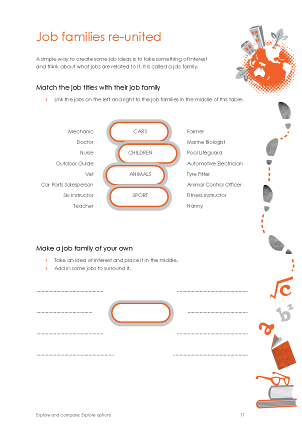 Job families re-united
A simple way to create some job ideas is to take something of interest
and think about what jobs are related to it. It is called a job family.
Match the job titles with their job family
Link the jobs on the left and right to the job families in the middle of this table.
Mechanic CARS Farmer
Doctor Marine Biologist
Nurse CHILDREN Pool Lifeguard
Outdoor Guide Automotive Electrician
Vet ANIMALS Tyre Fitter
Car Parts Salesperson Animal Control Officer
Ski Instructor SPORT Fitness Instructor
Teacher Nanny
Make a job family of your own
Take an idea of interest and place it in the middle.
Add in some jobs to surround it.
√c
b²
a
Explore and compare: Explore options 17